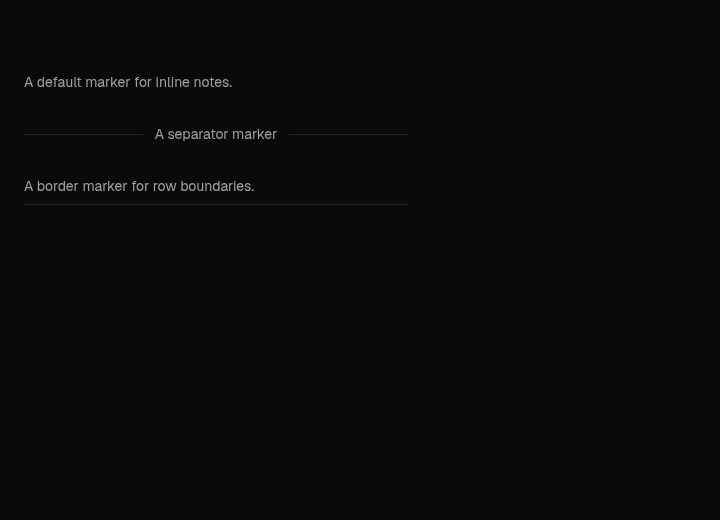 A default marker for inline notes.
A separator marker
A border marker for row boundaries.